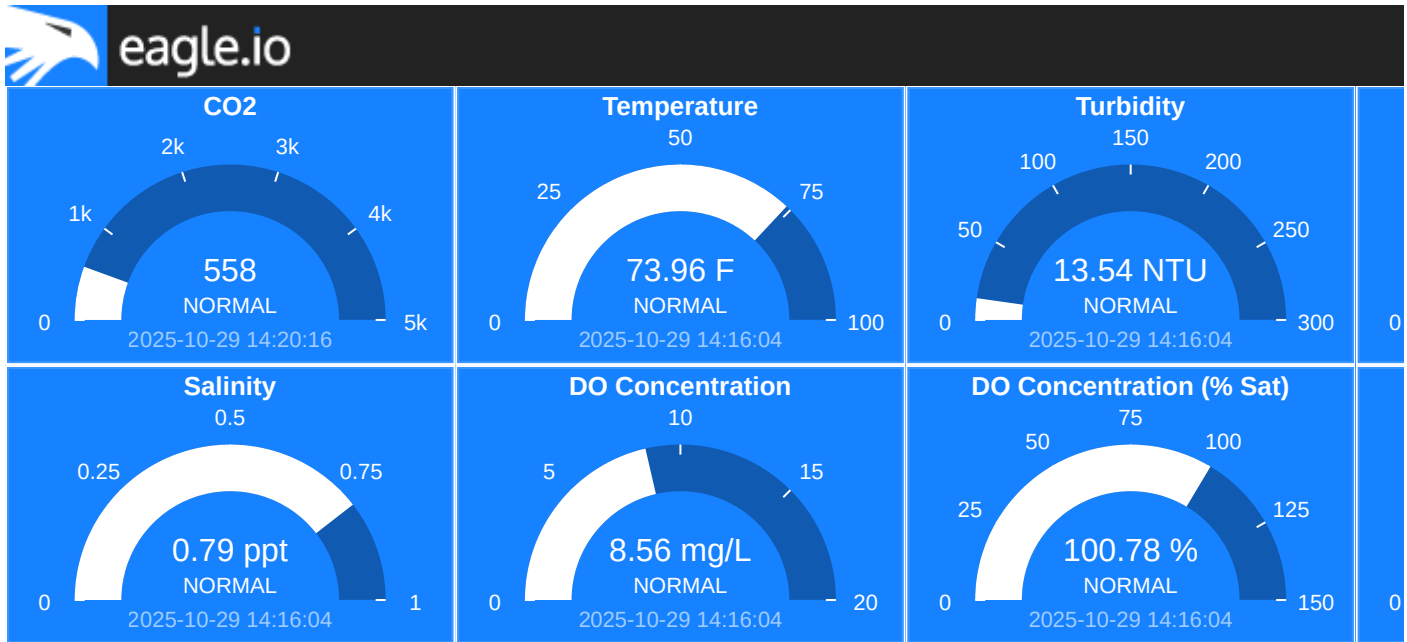 eagle.io
CO2
2k 3k
1k 4k
558
NORMAL
0 5k
2025-10-29 14:20:16
Temperature
50
25 75
73.96 F
NORMAL
0 100
2025-10-29 14:16:04
Turbidity
150
100 200
50 250
13.54 NTU
NORMAL
0 300
2025-10-29 14:16:04
0
Salinity
0.5
0.25 0.75
0.79 ppt
NORMAL
0 1
2025-10-29 14:16:04
DO Concentration
10
5 15
8.56 mg/L
NORMAL
0 20
2025-10-29 14:16:04
DO Concentration (% Sat)
75
50 100
25 125
100.78 %
NORMAL
0 150
2025-10-29 14:16:04
0